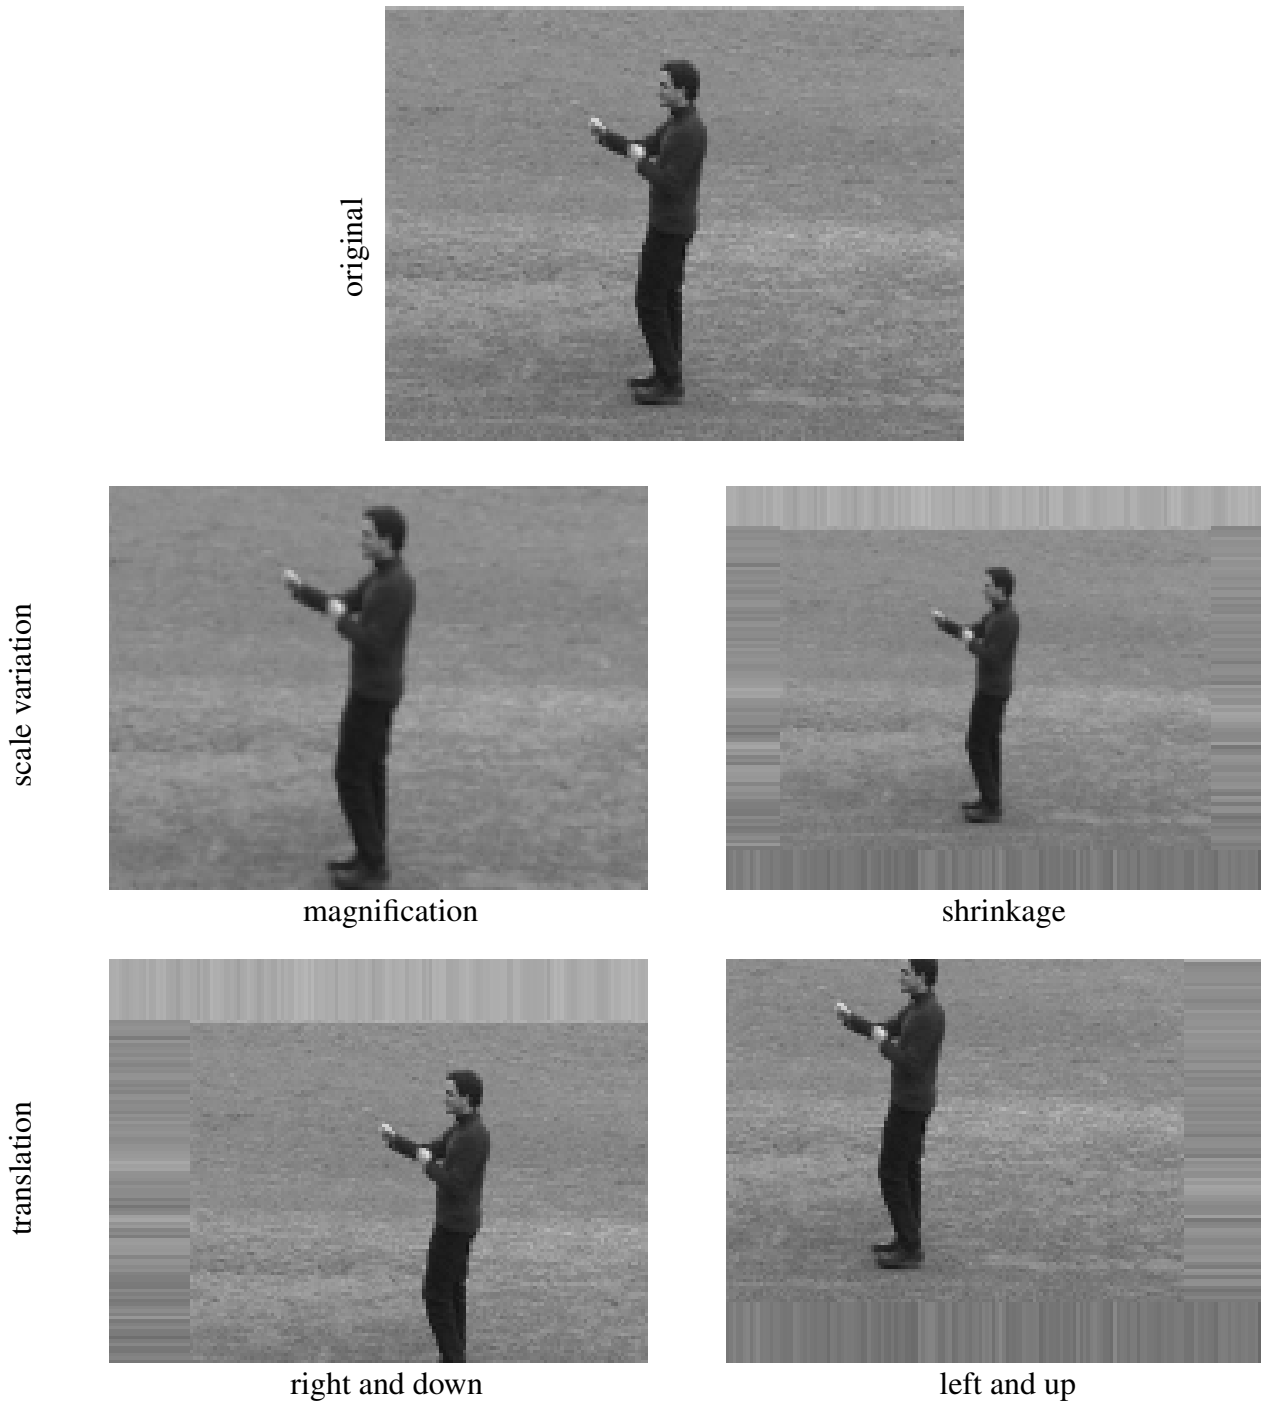 original
scale variation
magnification
shrinkage
translation
right and down
left and up